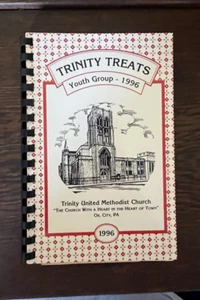 TRINITY TREATS
Youth Group - 1996
Trinity United Methodist Church
"The Church With a Heart in the Heart of Town"
Oil City, PA
1996